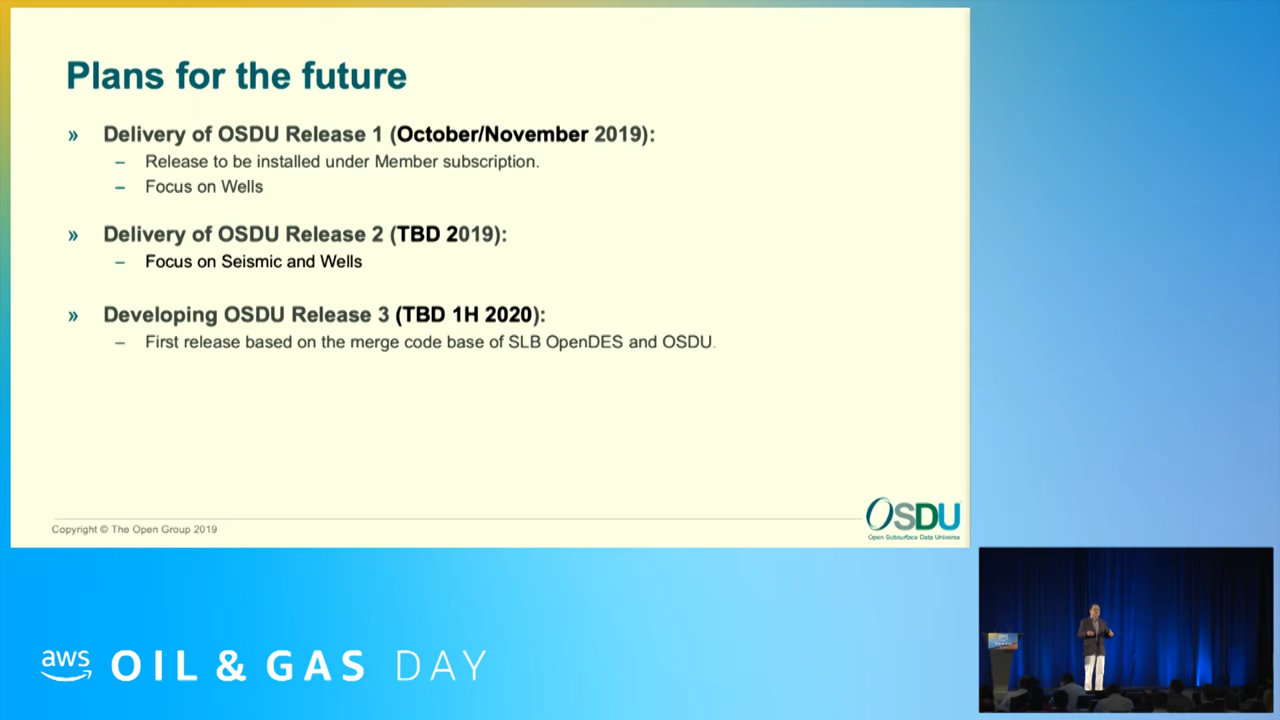 Plans for the future
» Delivery of OSDU Release 1 (October/November 2019):
– Release to be installed under Member subscription.
– Focus on Wells
» Delivery of OSDU Release 2 (TBD 2019):
– Focus on Seismic and Wells
» Developing OSDU Release 3 (TBD 1H 2020):
– First release based on the merge code base of SLB OpenDES and OSDU.
Copyright © The Open Group 2019
OSDU
Open Subsurface Data Universe
aws OIL & GAS DAY